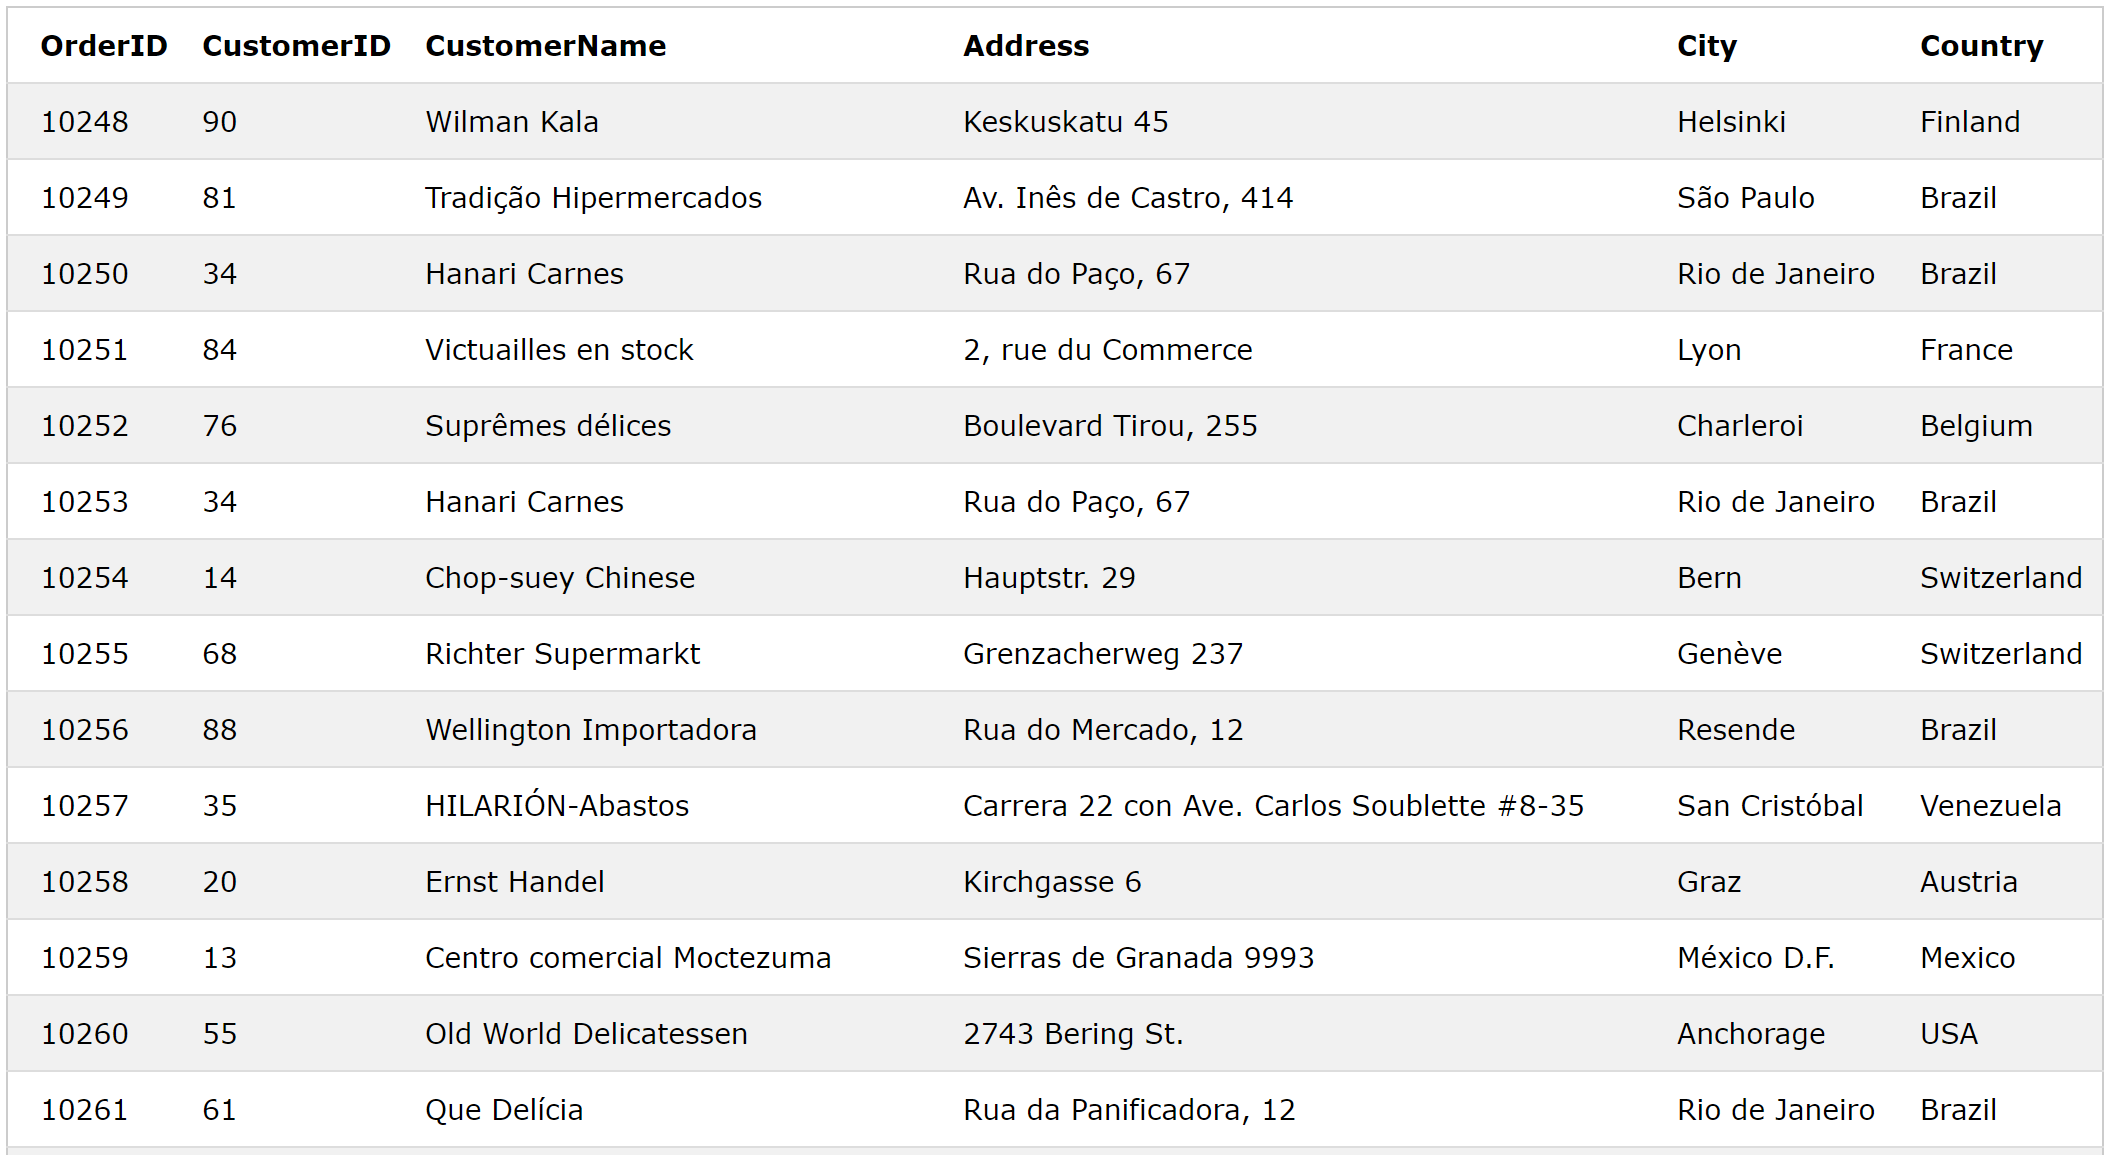 OrderID CustomerID CustomerName Address City Country
10248 90 Wilman Kala Keskuskatu 45 Helsinki Finland
10249 81 Tradição Hipermercados Av. Inês de Castro, 414 São Paulo Brazil
10250 34 Hanari Carnes Rua do Paço, 67 Rio de Janeiro Brazil
10251 84 Victuailles en stock 2, rue du Commerce Lyon France
10252 76 Suprêmes délices Boulevard Tirou, 255 Charleroi Belgium
10253 34 Hanari Carnes Rua do Paço, 67 Rio de Janeiro Brazil
10254 14 Chop-suey Chinese Hauptstr. 29 Bern Switzerland
10255 68 Richter Supermarkt Grenzacherweg 237 Genève Switzerland
10256 88 Wellington Importadora Rua do Mercado, 12 Resende Brazil
10257 35 HILARIÓN-Abastos Carrera 22 con Ave. Carlos Soublette #8-35 San Cristóbal Venezuela
10258 20 Ernst Handel Kirchgasse 6 Graz Austria
10259 13 Centro comercial Moctezuma Sierras de Granada 9993 México D.F. Mexico
10260 55 Old World Delicatessen 2743 Bering St. Anchorage USA
10261 61 Que Delícia Rua da Panificadora, 12 Rio de Janeiro Brazil